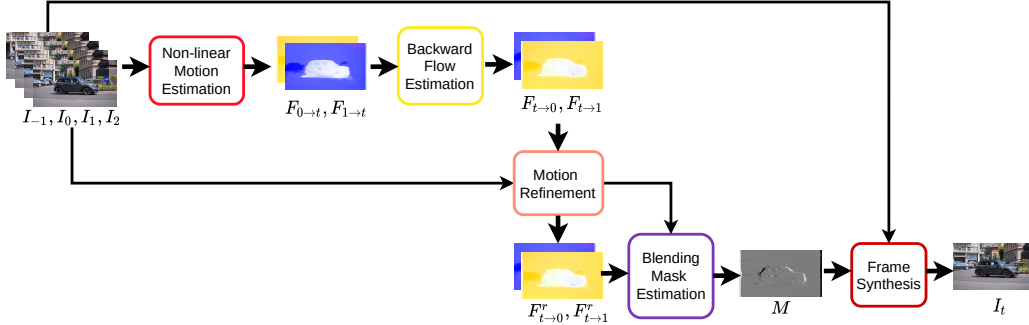 Non-linear
Motion
Estimation
Backward
Flow
Estimation
I_{-1}, I_0, I_1, I_2
F_{0→t}, F_{1→t}
F_{t→0}, F_{t→1}
Motion
Refinement
Blending
Mask
Estimation
Frame
Synthesis
F^r_{t→0}, F^r_{t→1}
M
I_t